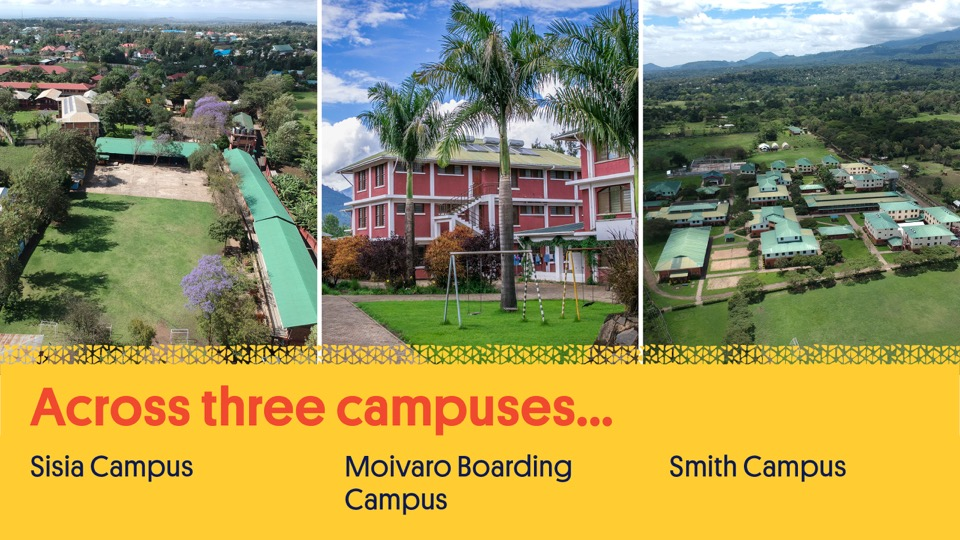 Across three campuses...
Sisia Campus
Moivaro Boarding
Campus
Smith Campus